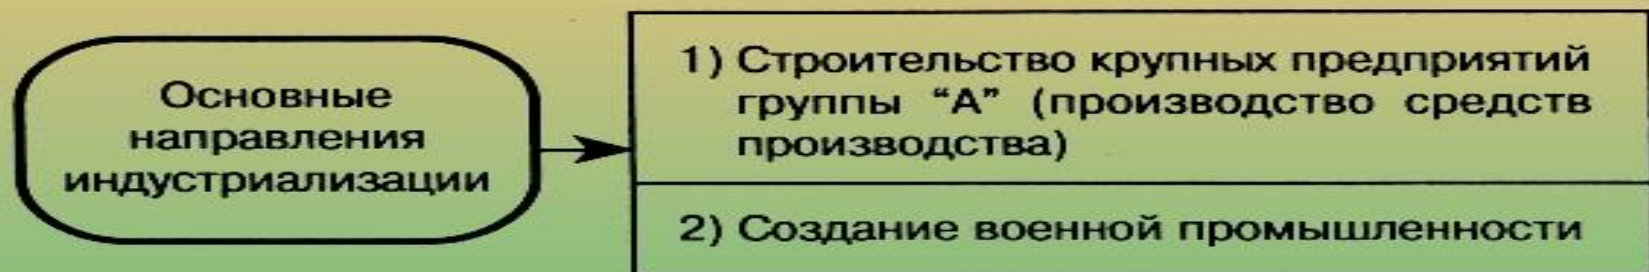 Основные
направления
индустриализации
1) Строительство крупных предприятий
группы “А” (производство средств
производства)
2) Создание военной промышленности